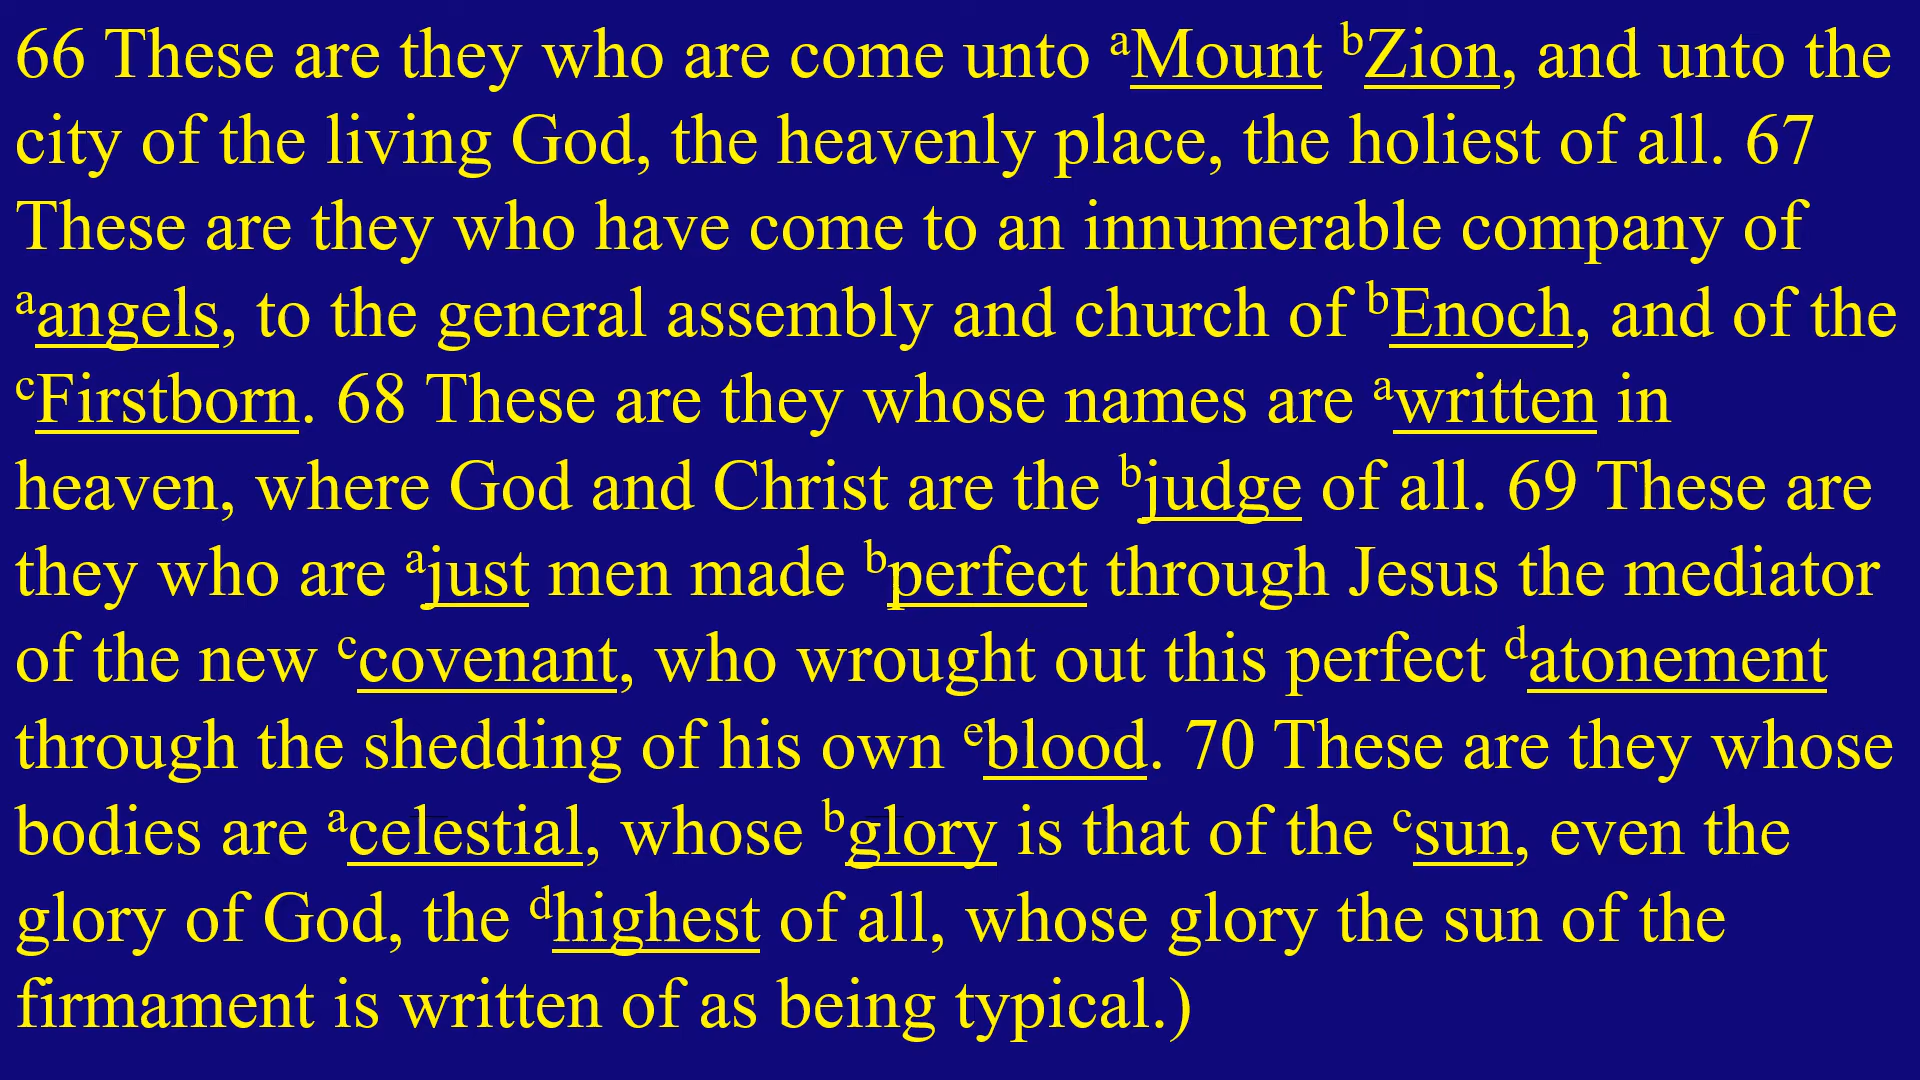 66 These are they who are come unto ᵃMount ᵇZion, and unto the
city of the living God, the heavenly place, the holiest of all. 67
These are they who have come to an innumerable company of
ᵃangels, to the general assembly and church of ᵇEnoch, and of the
ᶜFirstborn. 68 These are they whose names are ᵃwritten in
heaven, where God and Christ are the ᵇjudge of all. 69 These are
they who are ᵃjust men made ᵇperfect through Jesus the mediator
of the new ᶜcovenant, who wrought out this perfect ᵈatonement
through the shedding of his own ᵉblood. 70 These are they whose
bodies are ᵃcelestial, whose ᵇglory is that of the ᶜsun, even the
glory of God, the ᵈhighest of all, whose glory the sun of the
firmament is written of as being typical.)